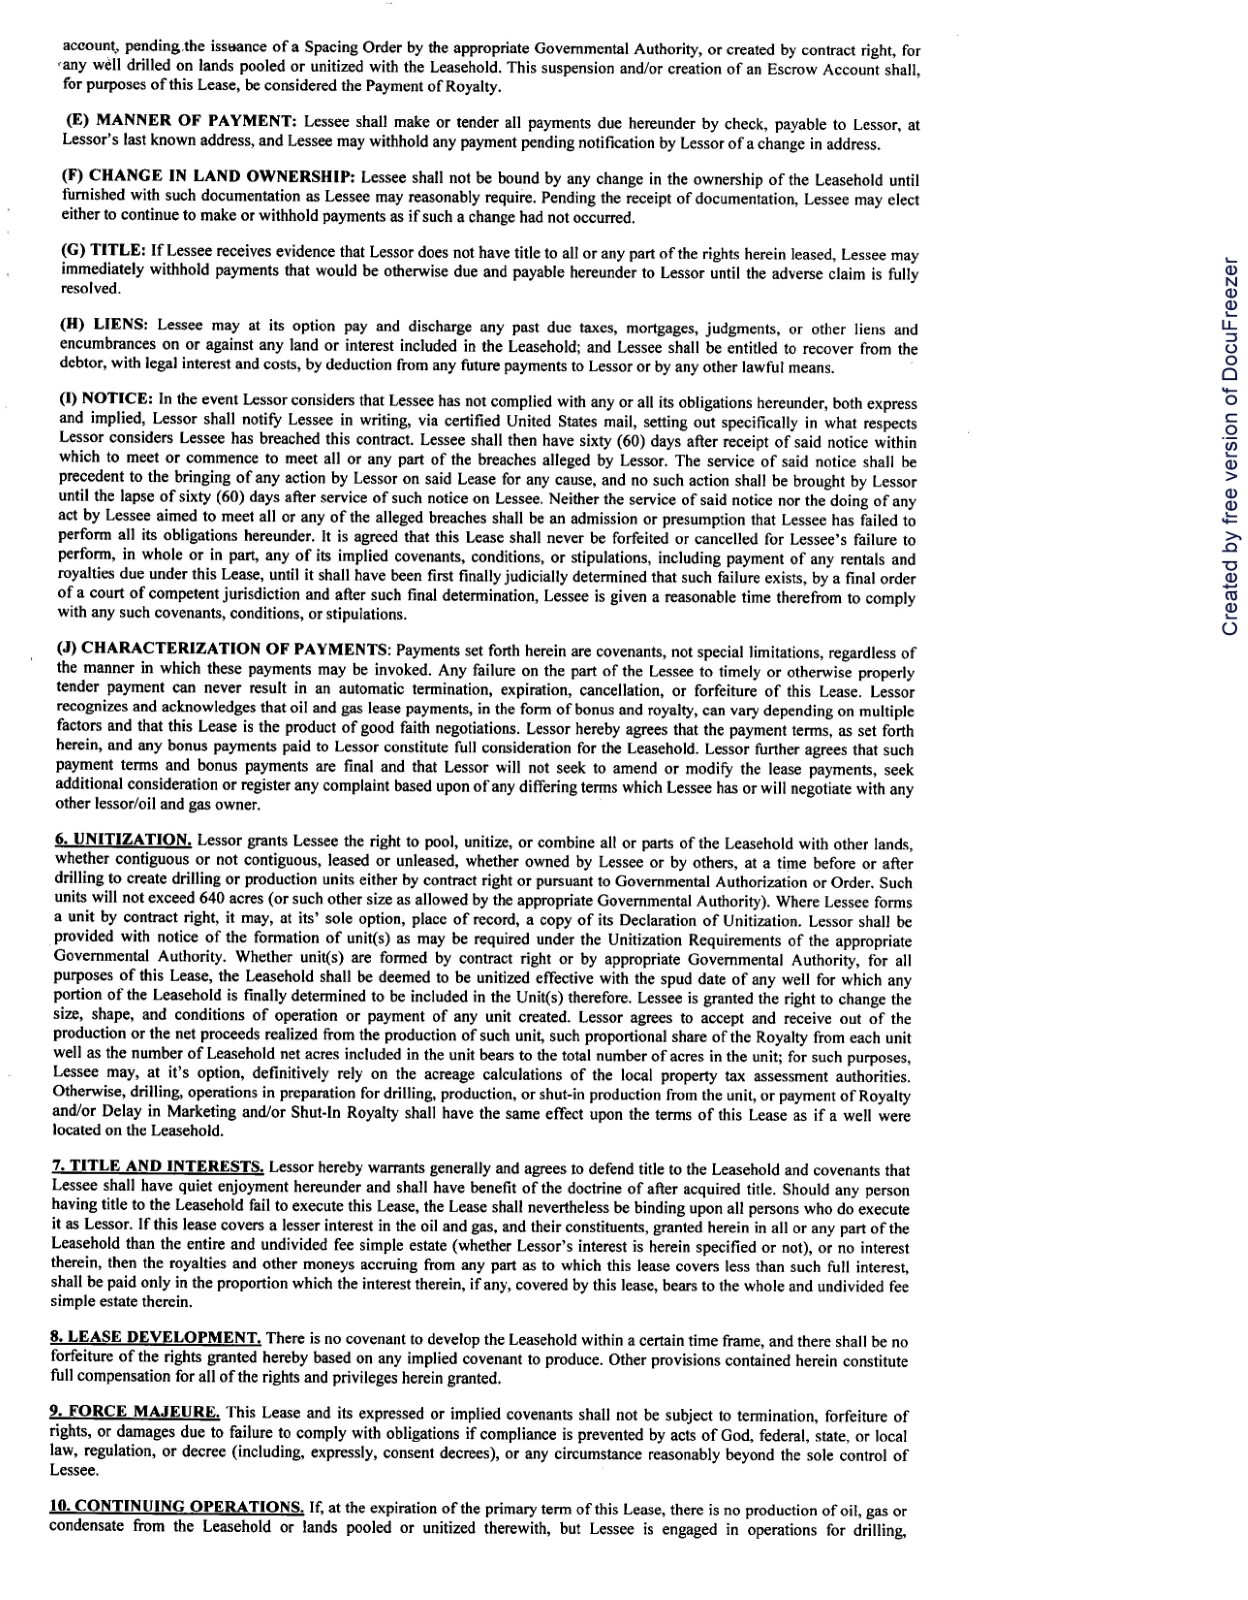 account, pending the issuance of a Spacing Order by the appropriate Governmental Authority, or created by contract right, for
any well drilled on lands pooled or unitized with the Leasehold. This suspension and/or creation of an Escrow Account shall,
for purposes of this Lease, be considered the Payment of Royalty.
(E) MANNER OF PAYMENT: Lessee shall make or tender all payments due hereunder by check, payable to Lessor, at
Lessor's last known address, and Lessee may withhold any payment pending notification by Lessor of a change in address.
(F) CHANGE IN LAND OWNERSHIP: Lessee shall not be bound by any change in the ownership of the Leasehold until
furnished with such documentation as Lessee may reasonably require. Pending the receipt of documentation, Lessee may elect
either to continue to make or withhold payments as if such a change had not occurred.
(G) TITLE: If Lessee receives evidence that Lessor does not have title to all or any part of the rights herein leased, Lessee may
immediately withhold payments that would be otherwise due and payable hereunder to Lessor until the adverse claim is fully
resolved.
(H) LIENS: Lessee may at its option pay and discharge any past due taxes, mortgages, judgments, or other liens and
encumbrances on or against any land or interest included in the Leasehold; and Lessee shall be entitled to recover from the
debtor, with legal interest and costs, by deduction from any future payments to Lessor or by any other lawful means.
(I) NOTICE: In the event Lessor considers that Lessee has not complied with any or all its obligations hereunder, both express
and implied, Lessor shall notify Lessee in writing, via certified United States mail, setting out specifically in what respects
Lessor considers Lessee has breached this contract. Lessee shall then have sixty (60) days after receipt of said notice within
which to meet or commence to meet all or any part of the breaches alleged by Lessor. The service of said notice shall be
precedent to the bringing of any action by Lessor on said Lease for any cause, and no such action shall be brought by Lessor
until the lapse of sixty (60) days after service of such notice on Lessee. Neither the service of said notice nor the doing of any
act by Lessee aimed to meet all or any of the alleged breaches shall be an admission or presumption that Lessee has failed to
perform all its obligations hereunder. It is agreed that this Lease shall never be forfeited or cancelled for Lessee's failure to
perform, in whole or in part, any of its implied covenants, conditions, or stipulations, including payment of any rentals and
royalties due under this Lease, until it shall have been first finally judicially determined that such failure exists, by a final order
of a court of competent jurisdiction and after such final determination, Lessee is given a reasonable time therefrom to comply
with any such covenants, conditions, or stipulations.
(J) CHARACTERIZATION OF PAYMENTS: Payments set forth herein are covenants, not special limitations, regardless of
the manner in which these payments may be invoked. Any failure on the part of the Lessee to timely or otherwise properly
tender payment can never result in an automatic termination, expiration, cancellation, or forfeiture of this Lease. Lessor
recognizes and acknowledges that oil and gas lease payments, in the form of bonus and royalty, can vary depending on multiple
factors and that this Lease is the product of good faith negotiations. Lessor hereby agrees that the payment terms, as set forth
herein, and any bonus payments paid to Lessor constitute full consideration for the Leasehold. Lessor further agrees that such
payment terms and bonus payments are final and that Lessor will not seek to amend or modify the lease payments, seek
additional consideration or register any complaint based upon of any differing terms which Lessee has or will negotiate with any
other lessor/oil and gas owner.
6. UNITIZATION. Lessor grants Lessee the right to pool, unitize, or combine all or parts of the Leasehold with other lands,
whether contiguous or not contiguous, leased or unleased, whether owned by Lessee or by others, at a time before or after
drilling to create drilling or production units either by contract right or pursuant to Governmental Authorization or Order. Such
units will not exceed 640 acres (or such other size as allowed by the appropriate Governmental Authority). Where Lessee forms
a unit by contract right, it may, at its' sole option, place of record, a copy of its Declaration of Unitization. Lessor shall be
provided with notice of the formation of unit(s) as may be required under the Unitization Requirements of the appropriate
Governmental Authority. Whether unit(s) are formed by contract right or by appropriate Governmental Authority, for all
purposes of this Lease, the Leasehold shall be deemed to be unitized effective with the spud date of any well for which any
portion of the Leasehold is finally determined to be included in the Unit(s) therefore. Lessee is granted the right to change the
size, shape, and conditions of operation or payment of any unit created. Lessor agrees to accept and receive out of the
production or the net proceeds realized from the production of such unit, such proportional share of the Royalty from each unit
well as the number of Leasehold net acres included in the unit bears to the total number of acres in the unit; for such purposes,
Lessee may, at it's option, definitively rely on the acreage calculations of the local property tax assessment authorities.
Otherwise, drilling, operations in preparation for drilling, production, or shut-in production from the unit, or payment of Royalty
and/or Delay in Marketing and/or Shut-In Royalty shall have the same effect upon the terms of this Lease as if a well were
located on the Leasehold.
7. TITLE AND INTERESTS. Lessor hereby warrants generally and agrees to defend title to the Leasehold and covenants that
Lessee shall have quiet enjoyment hereunder and shall have benefit of the doctrine of after acquired title. Should any person
having title to the Leasehold fail to execute this Lease, the Lease shall nevertheless be binding upon all persons who do execute
it as Lessor. If this lease covers a lesser interest in the oil and gas, and their constituents, granted herein in all or any part of the
Leasehold than the entire and undivided fee simple estate (whether Lessor's interest is herein specified or not), or no interest
therein, then the royalties and other moneys accruing from any part as to which this lease covers less than such full interest,
shall be paid only in the proportion which the interest therein, if any, covered by this lease, bears to the whole and undivided fee
simple estate therein.
8. LEASE DEVELOPMENT. There is no covenant to develop the Leasehold within a certain time frame, and there shall be no
forfeiture of the rights granted hereby based on any implied covenant to produce. Other provisions contained herein constitute
full compensation for all of the rights and privileges herein granted.
9. FORCE MAJEURE. This Lease and its expressed or implied covenants shall not be subject to termination, forfeiture of
rights, or damages due to failure to comply with obligations if compliance is prevented by acts of God, federal, state, or local
law, regulation, or decree (including, expressly, consent decrees), or any circumstance reasonably beyond the sole control of
Lessee.
10. CONTINUING OPERATIONS. If, at the expiration of the primary term of this Lease, there is no production of oil, gas or
condensate from the Leasehold or lands pooled or unitized therewith, but Lessee is engaged in operations for drilling,
Created by free version of DocuFreezer